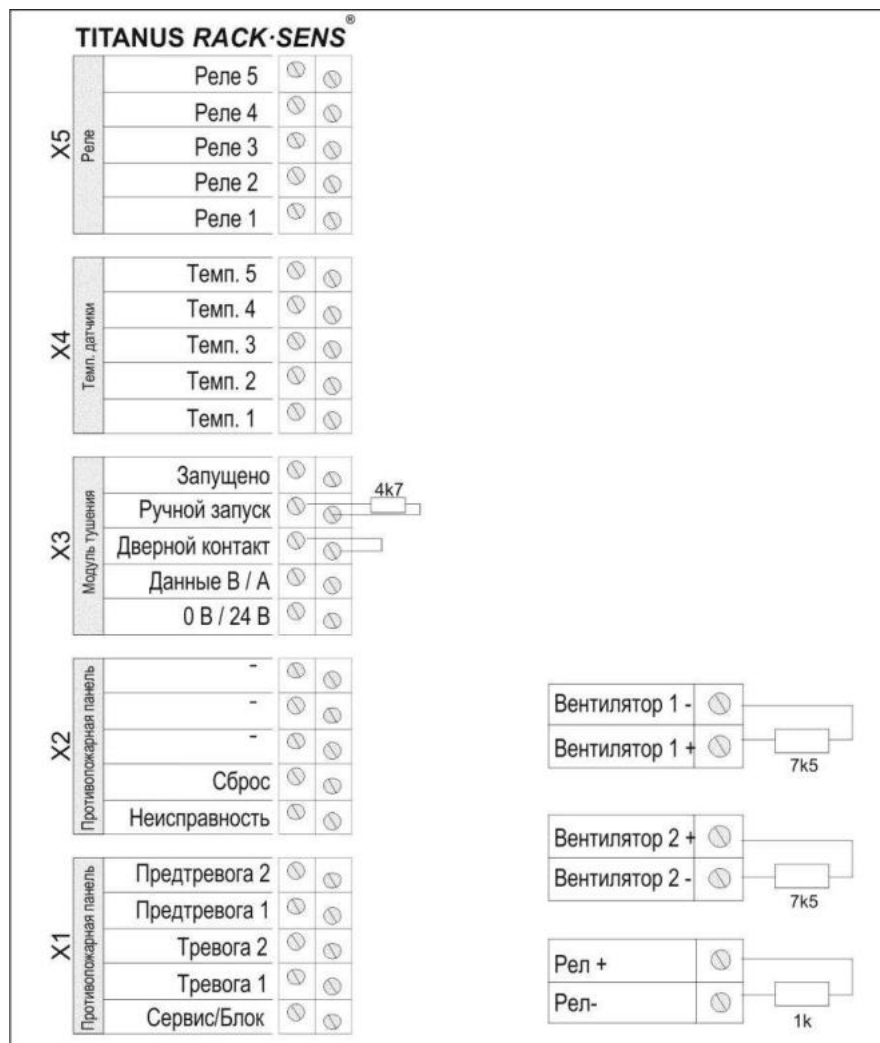 TITANUS RACK·SENS®
X5
Реле
Реле 5
Реле 4
Реле 3
Реле 2
Реле 1
X4
Темп. датчики
Темп. 5
Темп. 4
Темп. 3
Темп. 2
Темп. 1
X3
Модуль тушения
Запущено
Ручной запуск
4k7
Дверной контакт
Данные B / A
0 В / 24 В
X2
Противопожарная панель
-
-
-
Сброс
Неисправность
X1
Противопожарная панель
Предтревога 2
Предтревога 1
Тревога 2
Тревога 1
Сервис/Блок
Вентилятор 1 -
Вентилятор 1 +
7k5
Вентилятор 2 +
Вентилятор 2 -
7k5
Рел +
Рел-
1k